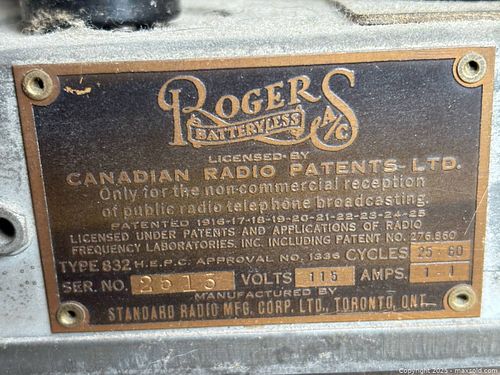 ROGERS
BATTERYLESS A/C
LICENSED BY
CANADIAN RADIO PATENTS LTD.
Only for the non-commercial reception
of public radio telephone broadcasting.
PATENTED 1916-17-18-19-20-21-22-23-24-25
LICENSED UNDER PATENTS AND APPLICATIONS OF RADIO
FREQUENCY LABORATORIES, INC. INCLUDING PATENT NO. 276,860
TYPE 832 H.E.P.C. APPROVAL NO. 1336 CYCLES 25-60
SER. NO. 2515 VOLTS 115 AMPS. 1.1
MANUFACTURED BY
STANDARD RADIO MFG. CORP. LTD., TORONTO, ONT.
Copyright 2025 - maxsold.com